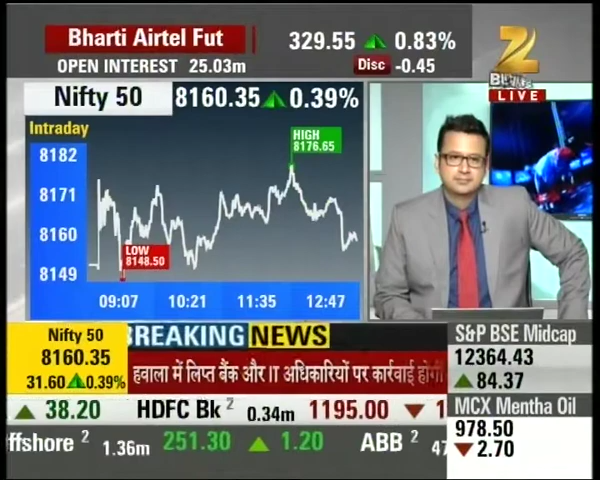 Bharti Airtel Fut
329.55 0.83%
OPEN INTEREST 25.03m
Disc -0.45
LIVE
Nifty 50 8160.35 0.39%
Intraday
8182
8171
8160
8149
HIGH
8176.65
LOW
8148.50
09:07 10:21 11:35 12:47
Nifty 50
8160.35
31.60 0.39%
BREAKING NEWS
हवाला में लिप्त बैंक और IT अधिकारियों पर कार्रवाई होगी
S&P BSE Midcap
12364.43
84.37
MCX Mentha Oil
978.50
2.70
38.20 HDFC Bk 2 0.34m 1195.00
ffshore 2 1.36m 251.30 1.20 ABB 2